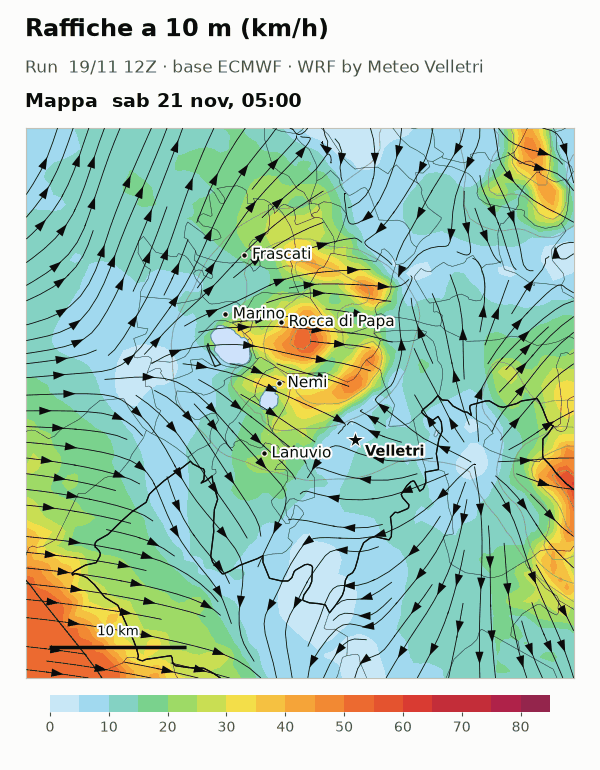 Raffiche a 10 m (km/h)
Run  19/11 12Z · base ECMWF · WRF by Meteo Velletri
Mappa  sab 21 nov, 05:00
Frascati
Marino
Rocca di Papa
Nemi
Velletri
Lanuvio
10 km
0 10 20 30 40 50 60 70 80